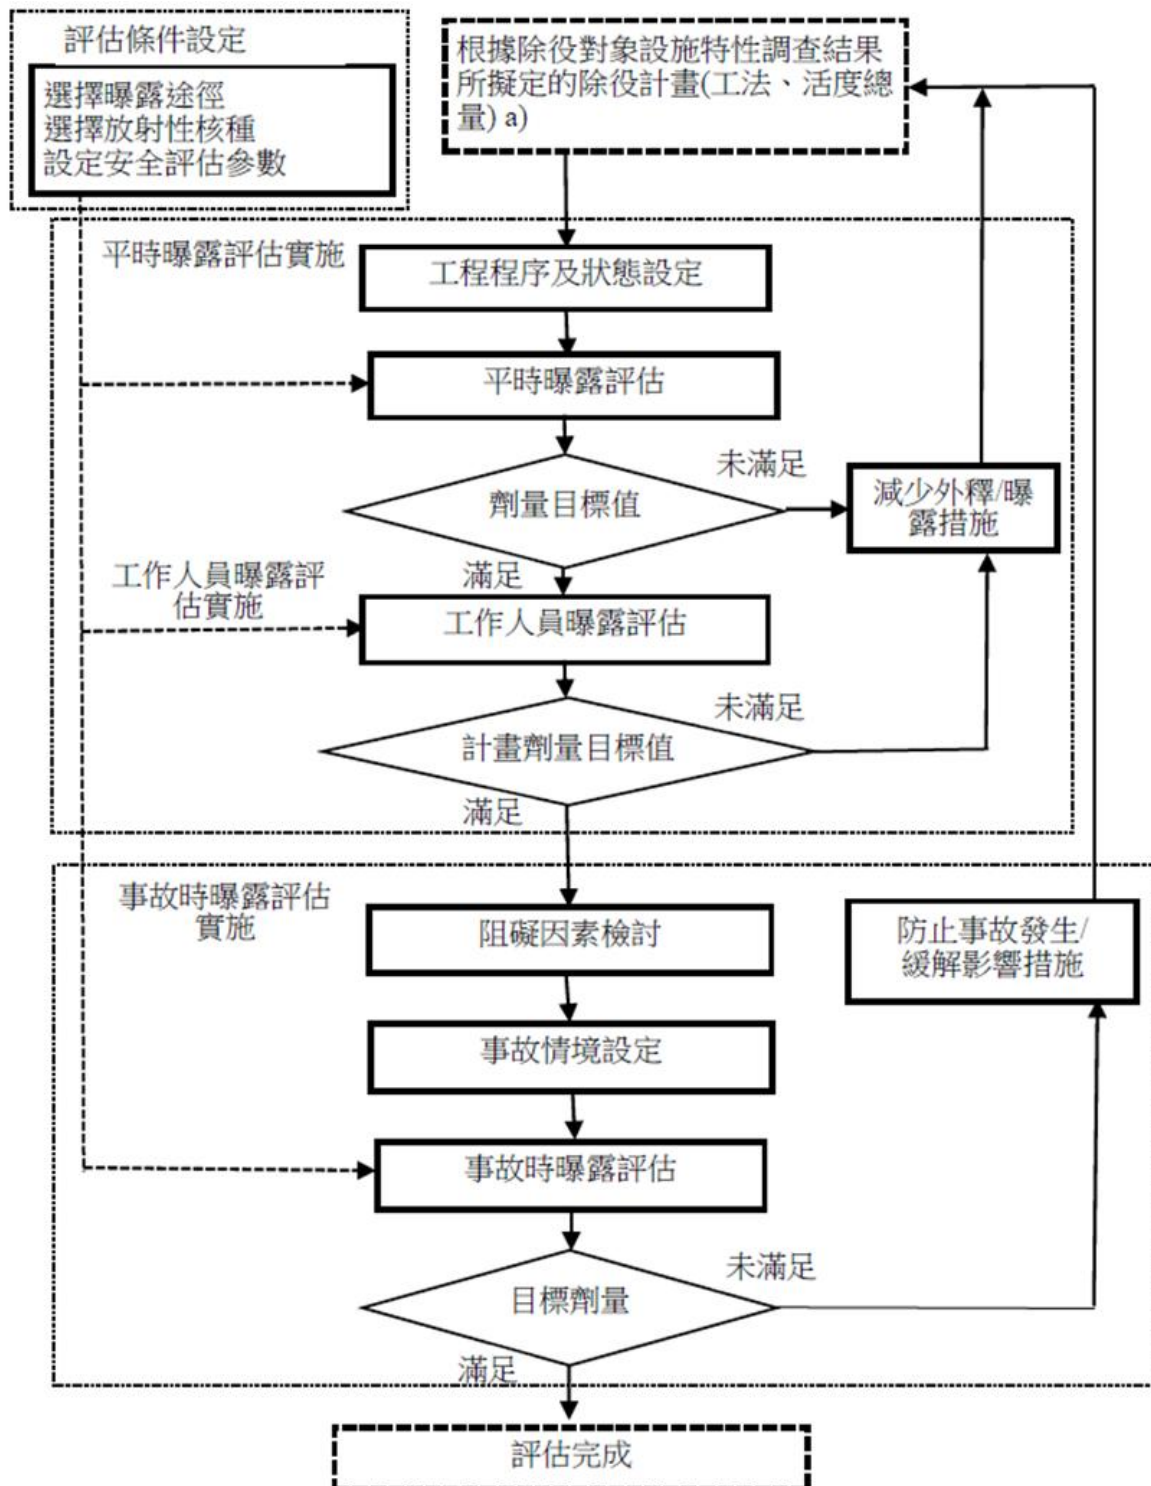 評估條件設定
選擇曝露途徑
選擇放射性核種
設定安全評估參數
根據除役對象設施特性調查結果
所擬定的除役計畫(工法、活度總
量) a)
平時曝露評估實施
工程程序及狀態設定
平時曝露評估
劑量目標值
未滿足
減少外釋/曝
露措施
滿足
工作人員曝露評
估實施
工作人員曝露評估
計畫劑量目標值
未滿足
滿足
事故時曝露評估
實施
阻礙因素檢討
防止事故發生/
緩解影響措施
事故情境設定
事故時曝露評估
目標劑量
未滿足
滿足
評估完成